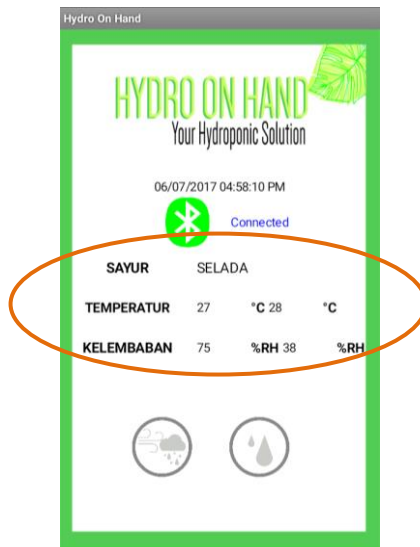 Hydro On Hand
HYDRO ON HAND
Your Hydroponic Solution
06/07/2017 04:58:10 PM
Connected
SAYUR SELADA
TEMPERATUR 27 °C 28 °C
KELEMBABAN 75 %RH 38 %RH